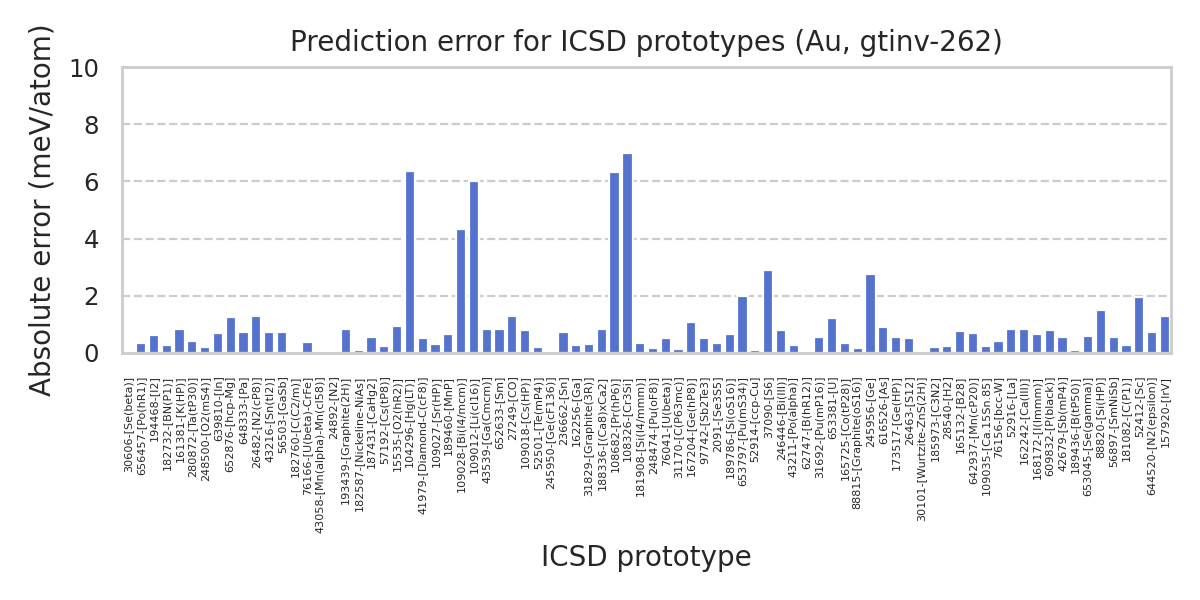 Prediction error for ICSD prototypes (Au, gtinv-262)
Absolute error (meV/atom)
10
8
6
4
2
0
30606-[Se(beta)]
656457-[Po(hR1)]
194468-[I2]
182732-[BN(P1)]
161381-[K(HP)]
280872-[Ta(tP30)]
248500-[O2(mS4)]
639810-[In]
652876-[hcp-Mg]
648333-[Pa]
26482-[N2(cP8)]
43216-[Sn(tI2)]
56503-[GaSb]
182760-[C(C2/m)]
76166-[U(beta)-CrFe]
43058-[Mn(alpha)-Mn(cI58)]
24892-[N2]
193439-[Graphite(2H)]
182587-[Nickeline-NiAs]
187431-[CaHg2]
57192-[Cs(tP8)]
15535-[O2(hR2)]
104296-[Hg(LT)]
41979-[Diamond-C(cF8)]
109027-[Sr(HP)]
189460-[MnP]
109028-[Bi(I4/mcm)]
109012-[Li(cI16)]
43539-[Ga(Cmcm)]
652633-[Sm]
27249-[CO]
109018-[Cs(HP)]
52501-[Te(mP4)]
245950-[Ge(cF136)]
236662-[Sn]
162256-[Ga]
31829-[Graphite(3R)]
188336-[(Ca8)xCa2]
108682-[Pr(hP6)]
108326-[Cr3Si]
181908-[Si(I4/mmm)]
248474-[Pu(oF8)]
76041-[U(beta)]
31170-[C(P63mc)]
167204-[Ge(hP8)]
97742-[Sb2Te3]
2091-[Se3S5]
189786-[Si(oS16)]
653797-[Pu(mS34)]
52914-[ccp-Cu]
37090-[S6]
246446-[Bi(III)]
43211-[Po(alpha)]
62747-[B(hR12)]
31692-[Pu(mP16)]
653381-[U]
165725-[Co(tP28)]
88815-[Graphite(oS16)]
245956-[Ge]
616526-[As]
173517-[Ge(HP)]
26463-[S12]
30101-[Wurtzite-ZnS(2H)]
185973-[C3N2]
28540-[H2]
165132-[B28]
642937-[Mn(cP20)]
109035-[Ca.15Sn.85]
76156-[bcc-W]
52916-[La]
162242-[Ca(III)]
168172-[I(Immm)]
609832-[P(black)]
42679-[Sb(mP4)]
189436-[B(tP50)]
653045-[Se(gamma)]
88820-[Si(HP)]
56897-[SmNiSb]
181082-[C(P1)]
52412-[Sc]
644520-[N2(epsilon)]
157920-[IrV]
ICSD prototype